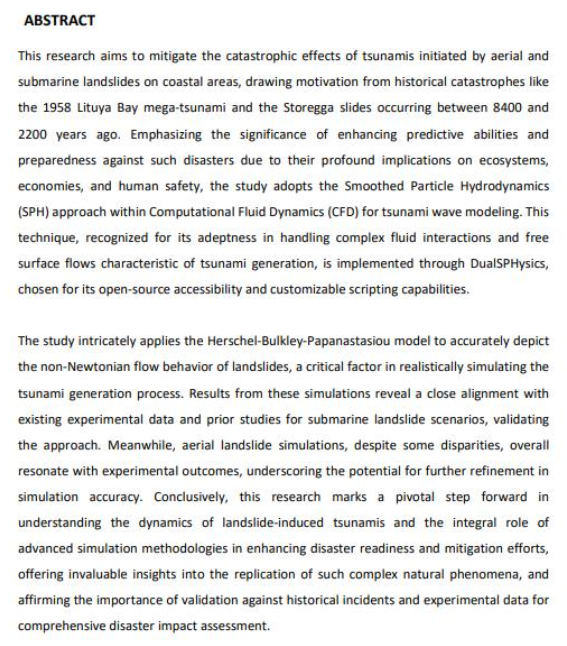 ABSTRACT
This research aims to mitigate the catastrophic effects of tsunamis initiated by aerial and
submarine landslides on coastal areas, drawing motivation from historical catastrophes like
the 1958 Lituya Bay mega-tsunami and the Storegga slides occurring between 8400 and
2200 years ago. Emphasizing the significance of enhancing predictive abilities and
preparedness against such disasters due to their profound implications on ecosystems,
economies, and human safety, the study adopts the Smoothed Particle Hydrodynamics
(SPH) approach within Computational Fluid Dynamics (CFD) for tsunami wave modeling. This
technique, recognized for its adeptness in handling complex fluid interactions and free
surface flows characteristic of tsunami generation, is implemented through DualSPHysics,
chosen for its open-source accessibility and customizable scripting capabilities.
The study intricately applies the Herschel-Bulkley-Papanastasiou model to accurately depict
the non-Newtonian flow behavior of landslides, a critical factor in realistically simulating the
tsunami generation process. Results from these simulations reveal a close alignment with
existing experimental data and prior studies for submarine landslide scenarios, validating
the approach. Meanwhile, aerial landslide simulations, despite some disparities, overall
resonate with experimental outcomes, underscoring the potential for further refinement in
simulation accuracy. Conclusively, this research marks a pivotal step forward in
understanding the dynamics of landslide-induced tsunamis and the integral role of
advanced simulation methodologies in enhancing disaster readiness and mitigation efforts,
offering invaluable insights into the replication of such complex natural phenomena, and
affirming the importance of validation against historical incidents and experimental data for
comprehensive disaster impact assessment.